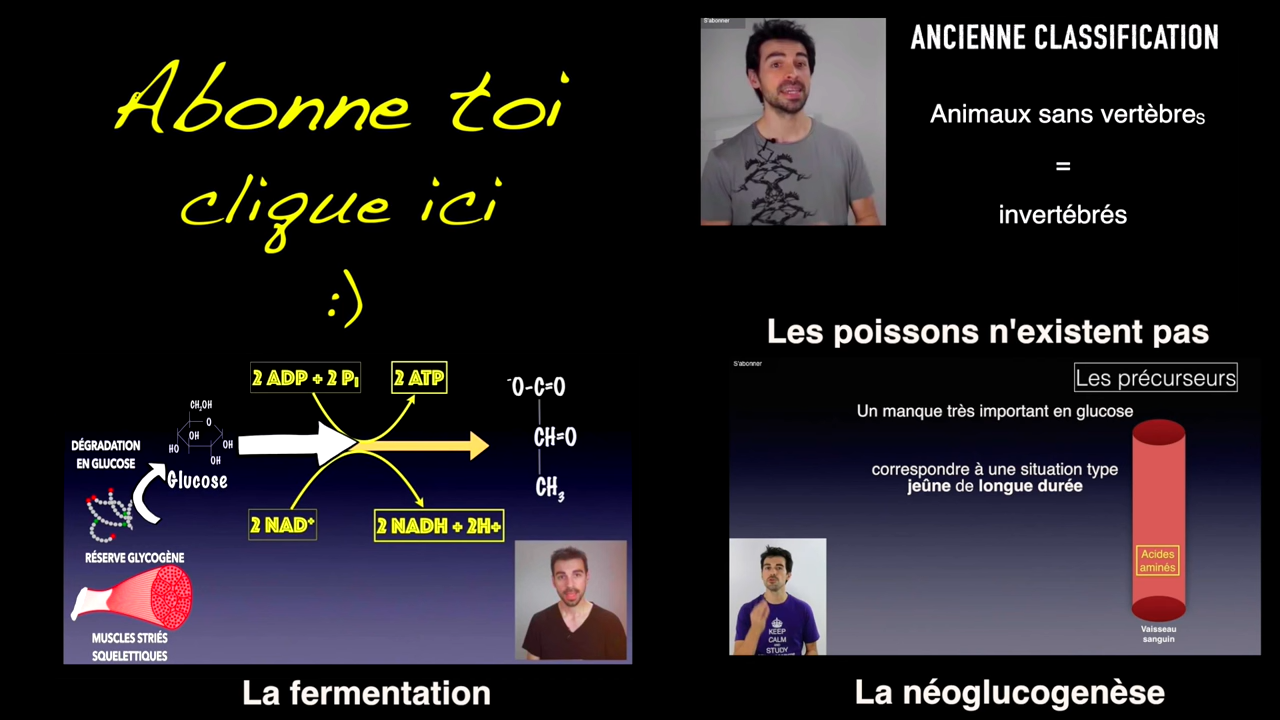 Abonne toi
clique ici
:)
S'abonner
ANCIENNE CLASSIFICATION
Animaux sans vertèbres
=
invertébrés
Les poissons n'existent pas
2 ADP + 2 Pi
2 ATP
⁻O-C=O
CH=O
CH₃
CH₂OH
O
OH
HO
OH
OH
Glucose
DÉGRADATION
EN GLUCOSE
2 NAD⁺
2 NADH + 2H+
RÉSERVE GLYCOGÈNE
MUSCLES STRIÉS
SQUELETTIQUES
La fermentation
S'abonner
Les précurseurs
Un manque très important en glucose
correspondre à une situation type
jeûne de longue durée
Acides
aminés
Vaisseau
sanguin
KEEP
CALM
AND
STUDY
La néoglucogenèse